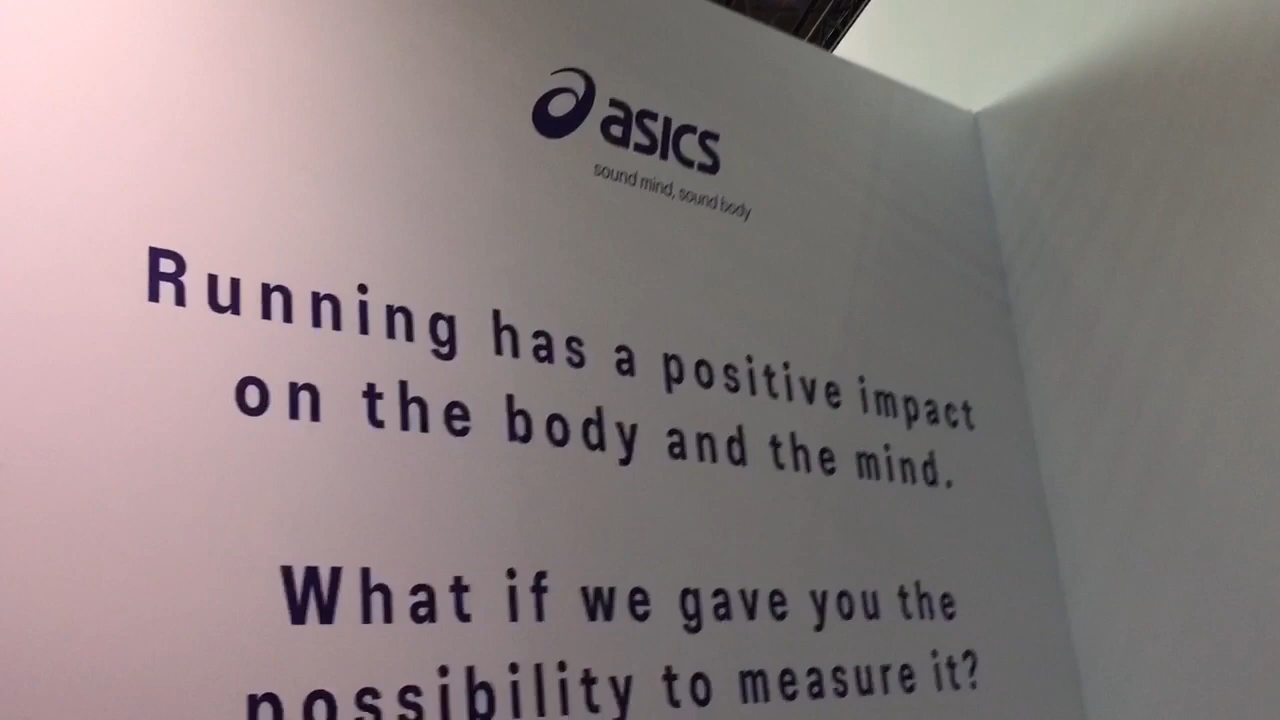 asics
sound mind, sound body
Running has a positive impact
on the body and the mind.
What if we gave you the
possibility to measure it?